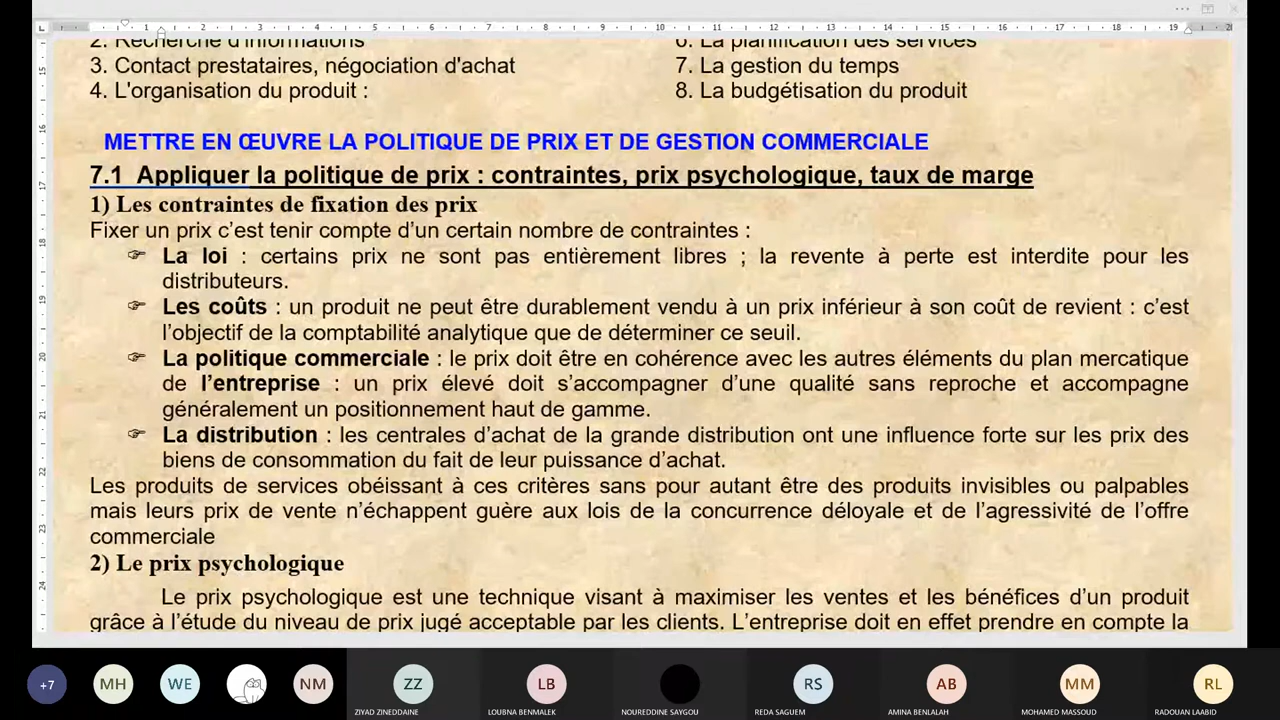 2. Recherche d'informations
3. Contact prestataires, négociation d'achat
4. L'organisation du produit :
6. La planification des services
7. La gestion du temps
8. La budgétisation du produit
METTRE EN ŒUVRE LA POLITIQUE DE PRIX ET DE GESTION COMMERCIALE
7.1 Appliquer la politique de prix : contraintes, prix psychologique, taux de marge
1) Les contraintes de fixation des prix
Fixer un prix c’est tenir compte d’un certain nombre de contraintes :
☞ La loi : certains prix ne sont pas entièrement libres ; la revente à perte est interdite pour les
distributeurs.
☞ Les coûts : un produit ne peut être durablement vendu à un prix inférieur à son coût de revient : c’est
l’objectif de la comptabilité analytique que de déterminer ce seuil.
☞ La politique commerciale : le prix doit être en cohérence avec les autres éléments du plan mercatique
de l’entreprise : un prix élevé doit s’accompagner d’une qualité sans reproche et accompagne
généralement un positionnement haut de gamme.
☞ La distribution : les centrales d’achat de la grande distribution ont une influence forte sur les prix des
biens de consommation du fait de leur puissance d’achat.
Les produits de services obéissant à ces critères sans pour autant être des produits invisibles ou palpables
mais leurs prix de vente n’échappent guère aux lois de la concurrence déloyale et de l’agressivité de l’offre
commerciale
2) Le prix psychologique
Le prix psychologique est une technique visant à maximiser les ventes et les bénéfices d’un produit
grâce à l’étude du niveau de prix jugé acceptable par les clients. L’entreprise doit en effet prendre en compte la
+7 MH WE NM ZZ LB RS AB MM RL
ZIYAD ZINEDDAINE LOUBNA BENMALEK NOUREDDINE SAYGOU REDA SAGUEM AMINA BENLALAH MOHAMED MASSOUD RADOUAN LAABID